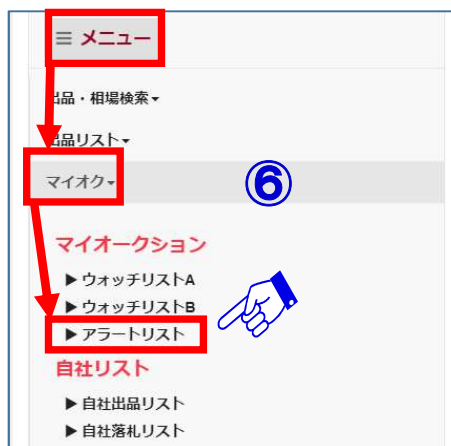 ≡ メニュー
出品・相場検索▼
出品リスト▼
マイオク▼
⑥
マイオークション
▶ ウォッチリストA
▶ ウォッチリストB
▶ アラートリスト
自社リスト
▶ 自社出品リスト
▶ 自社落札リスト